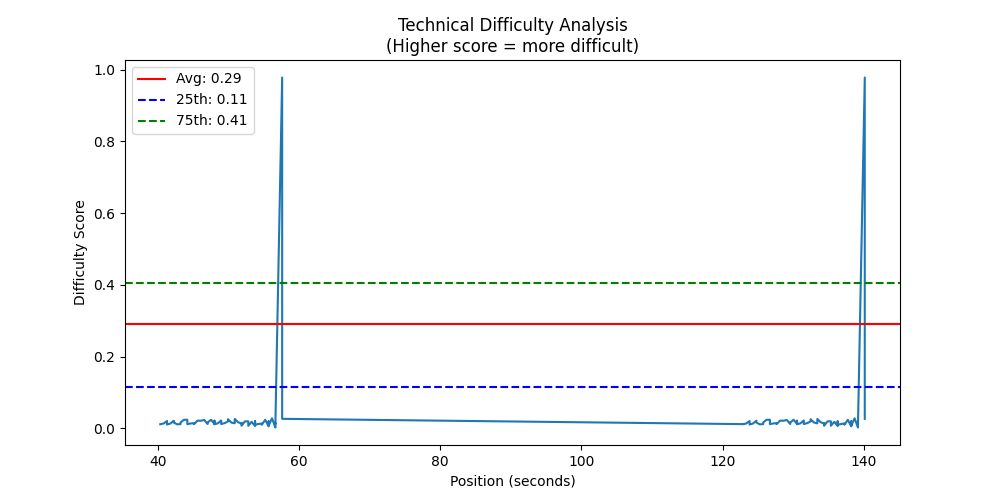 Technical Difficulty Analysis
(Higher score = more difficult)
Avg: 0.29
25th: 0.11
75th: 0.41
1.0
0.8
0.6
0.4
0.2
0.0
Difficulty Score
40
60
80
100
120
140
Position (seconds)